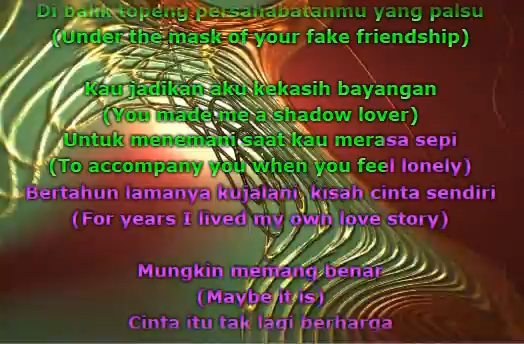 Di balik topeng persahabatanmu yang palsu
(Under the mask of your fake friendship)
Kau jadikan aku kekasih bayangan
(You made me a shadow lover)
Untuk menemani saat kau merasa sepi
(To accompany you when you feel lonely)
Bertahun lamanya kujalani kisah cinta sendiri
(For years I lived my own love story)
Mungkin memang benar
(Maybe it is)
Cinta itu tak lagi berharga